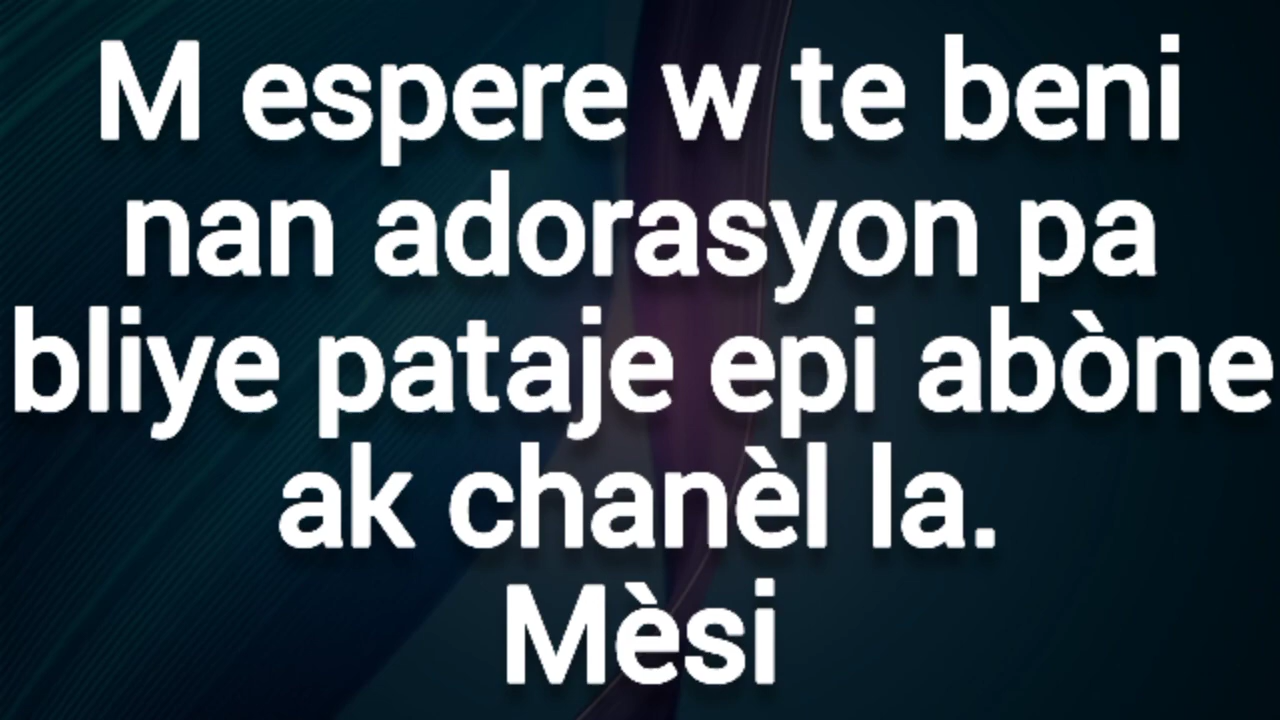 M espere w te beni
nan adorasyon pa
bliye pataje epi abòne
ak chanèl la.
Mèsi